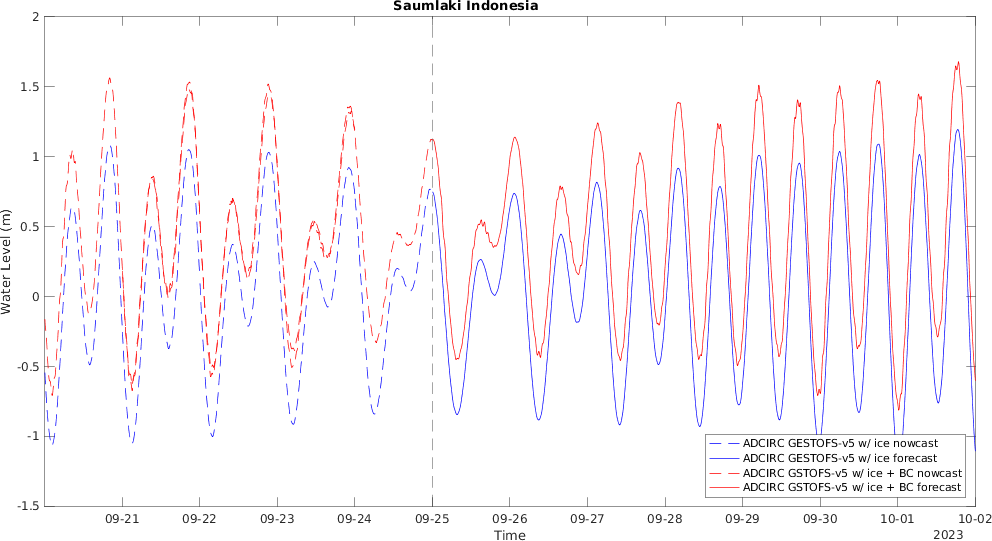 Saumlaki Indonesia
2
1.5
1
0.5
0
-0.5
-1
-1.5
Water Level (m)
ADCIRC GESTOFS-v5 w/ ice nowcast
ADCIRC GESTOFS-v5 w/ ice forecast
ADCIRC GSTOFS-v5 w/ ice + BC nowcast
ADCIRC GSTOFS-v5 w/ ice + BC forecast
09-21 09-22 09-23 09-24 09-25 09-26 09-27 09-28 09-29 09-30 10-01 10-02
Time
2023